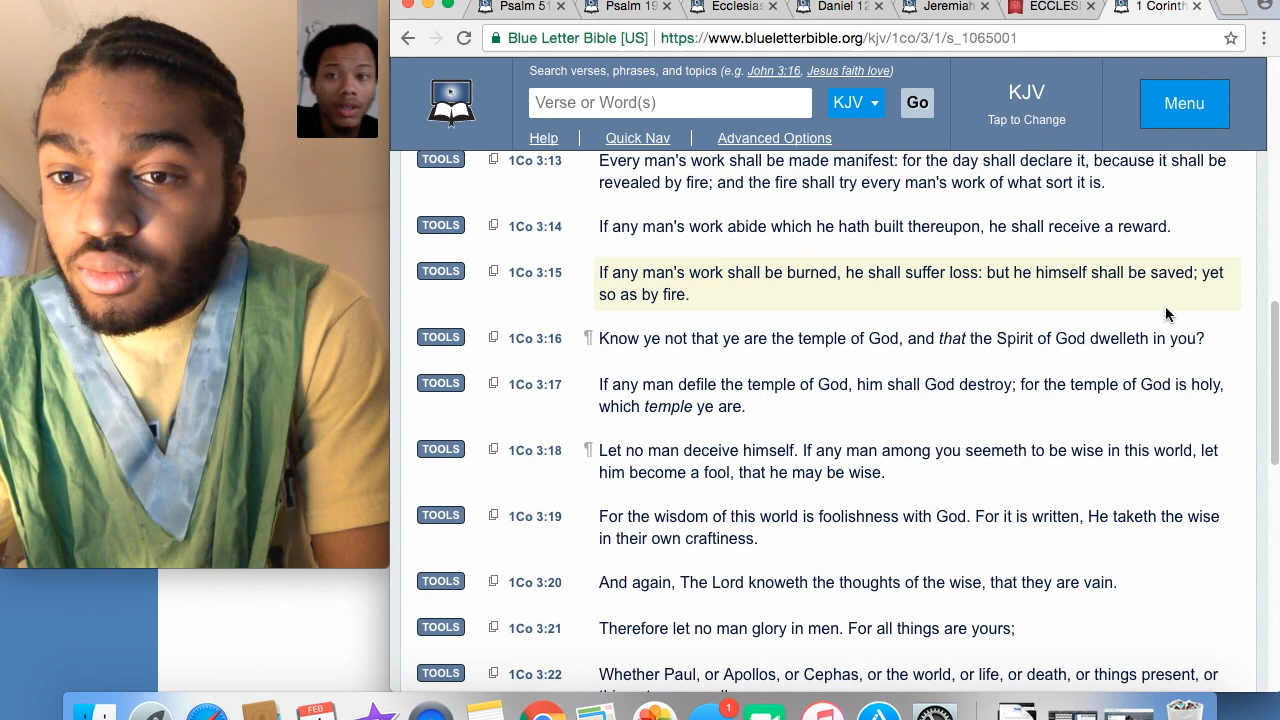 Psalm 51
Psalm 19
Ecclesias
Daniel 12
Jeremiah
ECCLESI
1 Corinth
Blue Letter Bible [US]
https://www.blueletterbible.org/kjv/1co/3/1/s_1065001
Search verses, phrases, and topics (e.g. John 3:16, Jesus faith love)
Verse or Word(s)
KJV
Go
Help
Quick Nav
Advanced Options
KJV
Tap to Change
Menu
TOOLS 1Co 3:13 Every man's work shall be made manifest: for the day shall declare it, because it shall be
revealed by fire; and the fire shall try every man's work of what sort it is.
TOOLS 1Co 3:14 If any man's work abide which he hath built thereupon, he shall receive a reward.
TOOLS 1Co 3:15 If any man's work shall be burned, he shall suffer loss: but he himself shall be saved; yet
so as by fire.
TOOLS 1Co 3:16 ¶ Know ye not that ye are the temple of God, and that the Spirit of God dwelleth in you?
TOOLS 1Co 3:17 If any man defile the temple of God, him shall God destroy; for the temple of God is holy,
which temple ye are.
TOOLS 1Co 3:18 ¶ Let no man deceive himself. If any man among you seemeth to be wise in this world, let
him become a fool, that he may be wise.
TOOLS 1Co 3:19 For the wisdom of this world is foolishness with God. For it is written, He taketh the wise
in their own craftiness.
TOOLS 1Co 3:20 And again, The Lord knoweth the thoughts of the wise, that they are vain.
TOOLS 1Co 3:21 Therefore let no man glory in men. For all things are yours;
TOOLS 1Co 3:22 Whether Paul, or Apollos, or Cephas, or the world, or life, or death, or things present, or
FEB
1